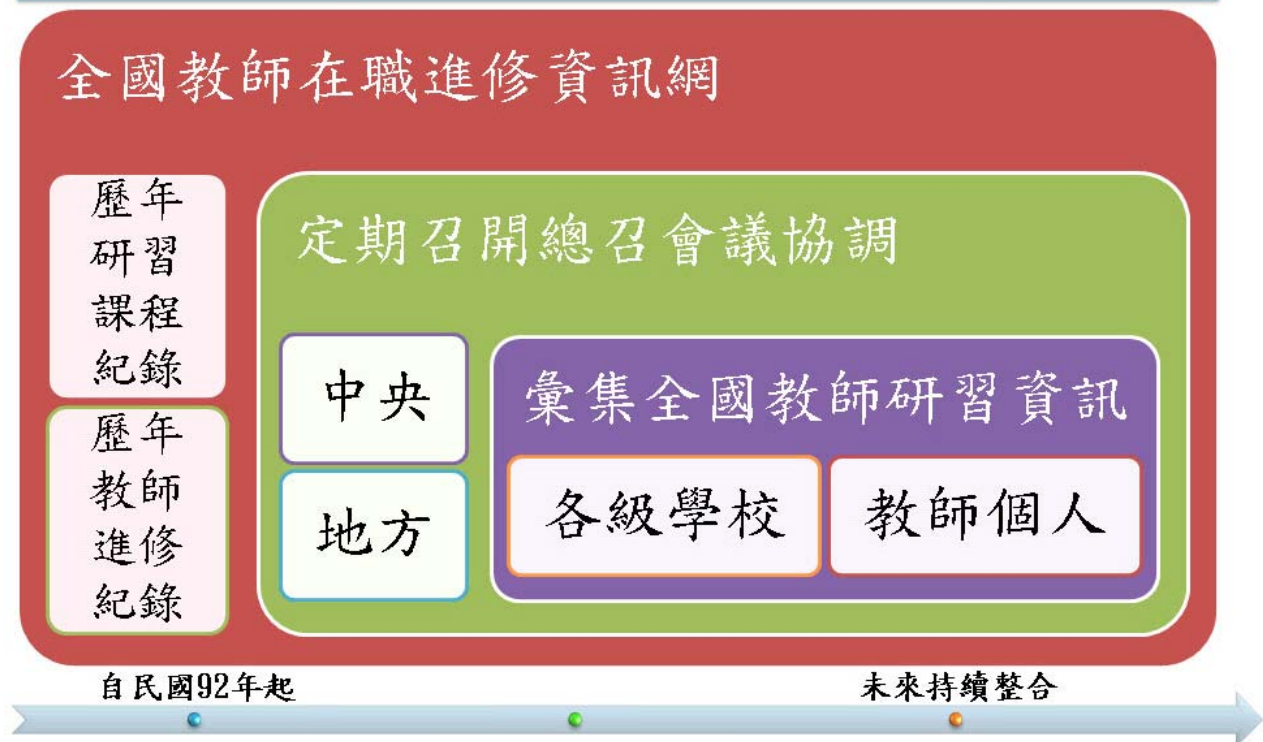 全國教師在職進修資訊網
歷年
研習
課程
紀錄
歷年
教師
進修
紀錄
定期召開總召會議協調
中央
地方
彙集全國教師研習資訊
各級學校
教師個人
自民國92年起
未來持續整合